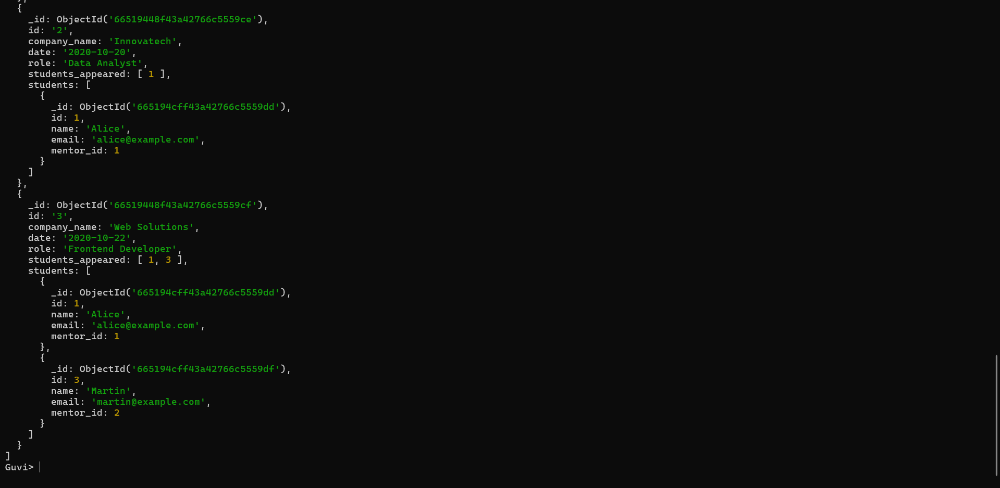 },
  {
    _id: ObjectId('66519448f43a42766c5559ce'),
    id: '2',
    company_name: 'Innovatech',
    date: '2020-10-20',
    role: 'Data Analyst',
    students_appeared: [ 1 ],
    students: [
      {
        _id: ObjectId('665194cff43a42766c5559dd'),
        id: 1,
        name: 'Alice',
        email: 'alice@example.com',
        mentor_id: 1
      }
    ]
  },
  {
    _id: ObjectId('66519448f43a42766c5559cf'),
    id: '3',
    company_name: 'Web Solutions',
    date: '2020-10-22',
    role: 'Frontend Developer',
    students_appeared: [ 1, 3 ],
    students: [
      {
        _id: ObjectId('665194cff43a42766c5559dd'),
        id: 1,
        name: 'Alice',
        email: 'alice@example.com',
        mentor_id: 1
      },
      {
        _id: ObjectId('665194cff43a42766c5559df'),
        id: 3,
        name: 'Martin',
        email: 'martin@example.com',
        mentor_id: 2
      }
    ]
  }
]
Guvi>